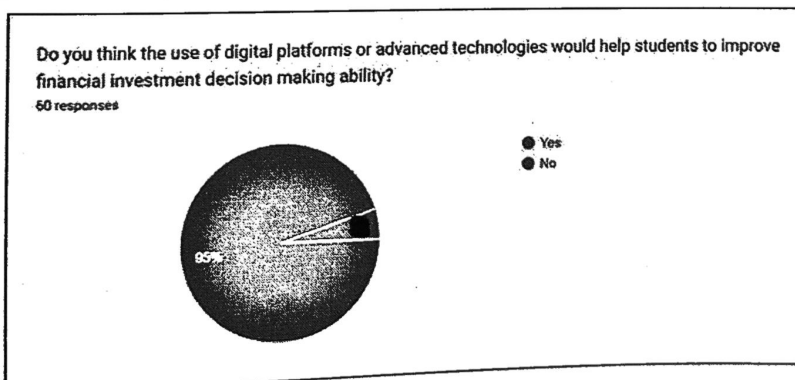 Do you think the use of digital platforms or advanced technologies would help students to improve
financial investment decision making ability?
60 responses
Yes
No
95%